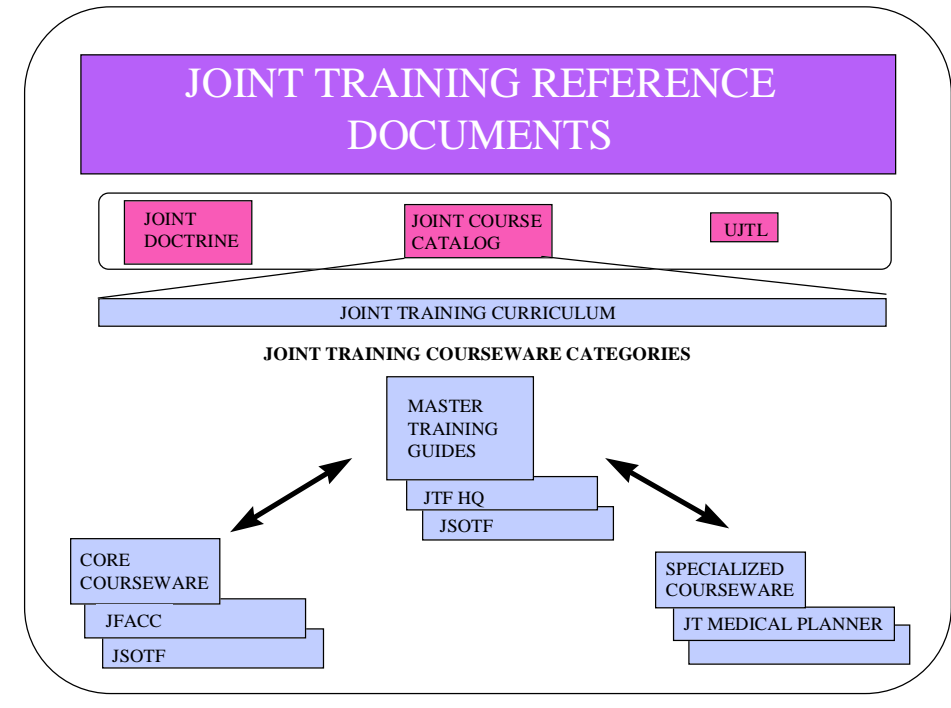 JOINT TRAINING REFERENCE
DOCUMENTS
JOINT
DOCTRINE
JOINT COURSE
CATALOG
UJTL
JOINT TRAINING CURRICULUM
JOINT TRAINING COURSEWARE CATEGORIES
MASTER
TRAINING
GUIDES
JTF HQ
JSOTF
CORE
COURSEWARE
JFACC
JSOTF
SPECIALIZED
COURSEWARE
JT MEDICAL PLANNER